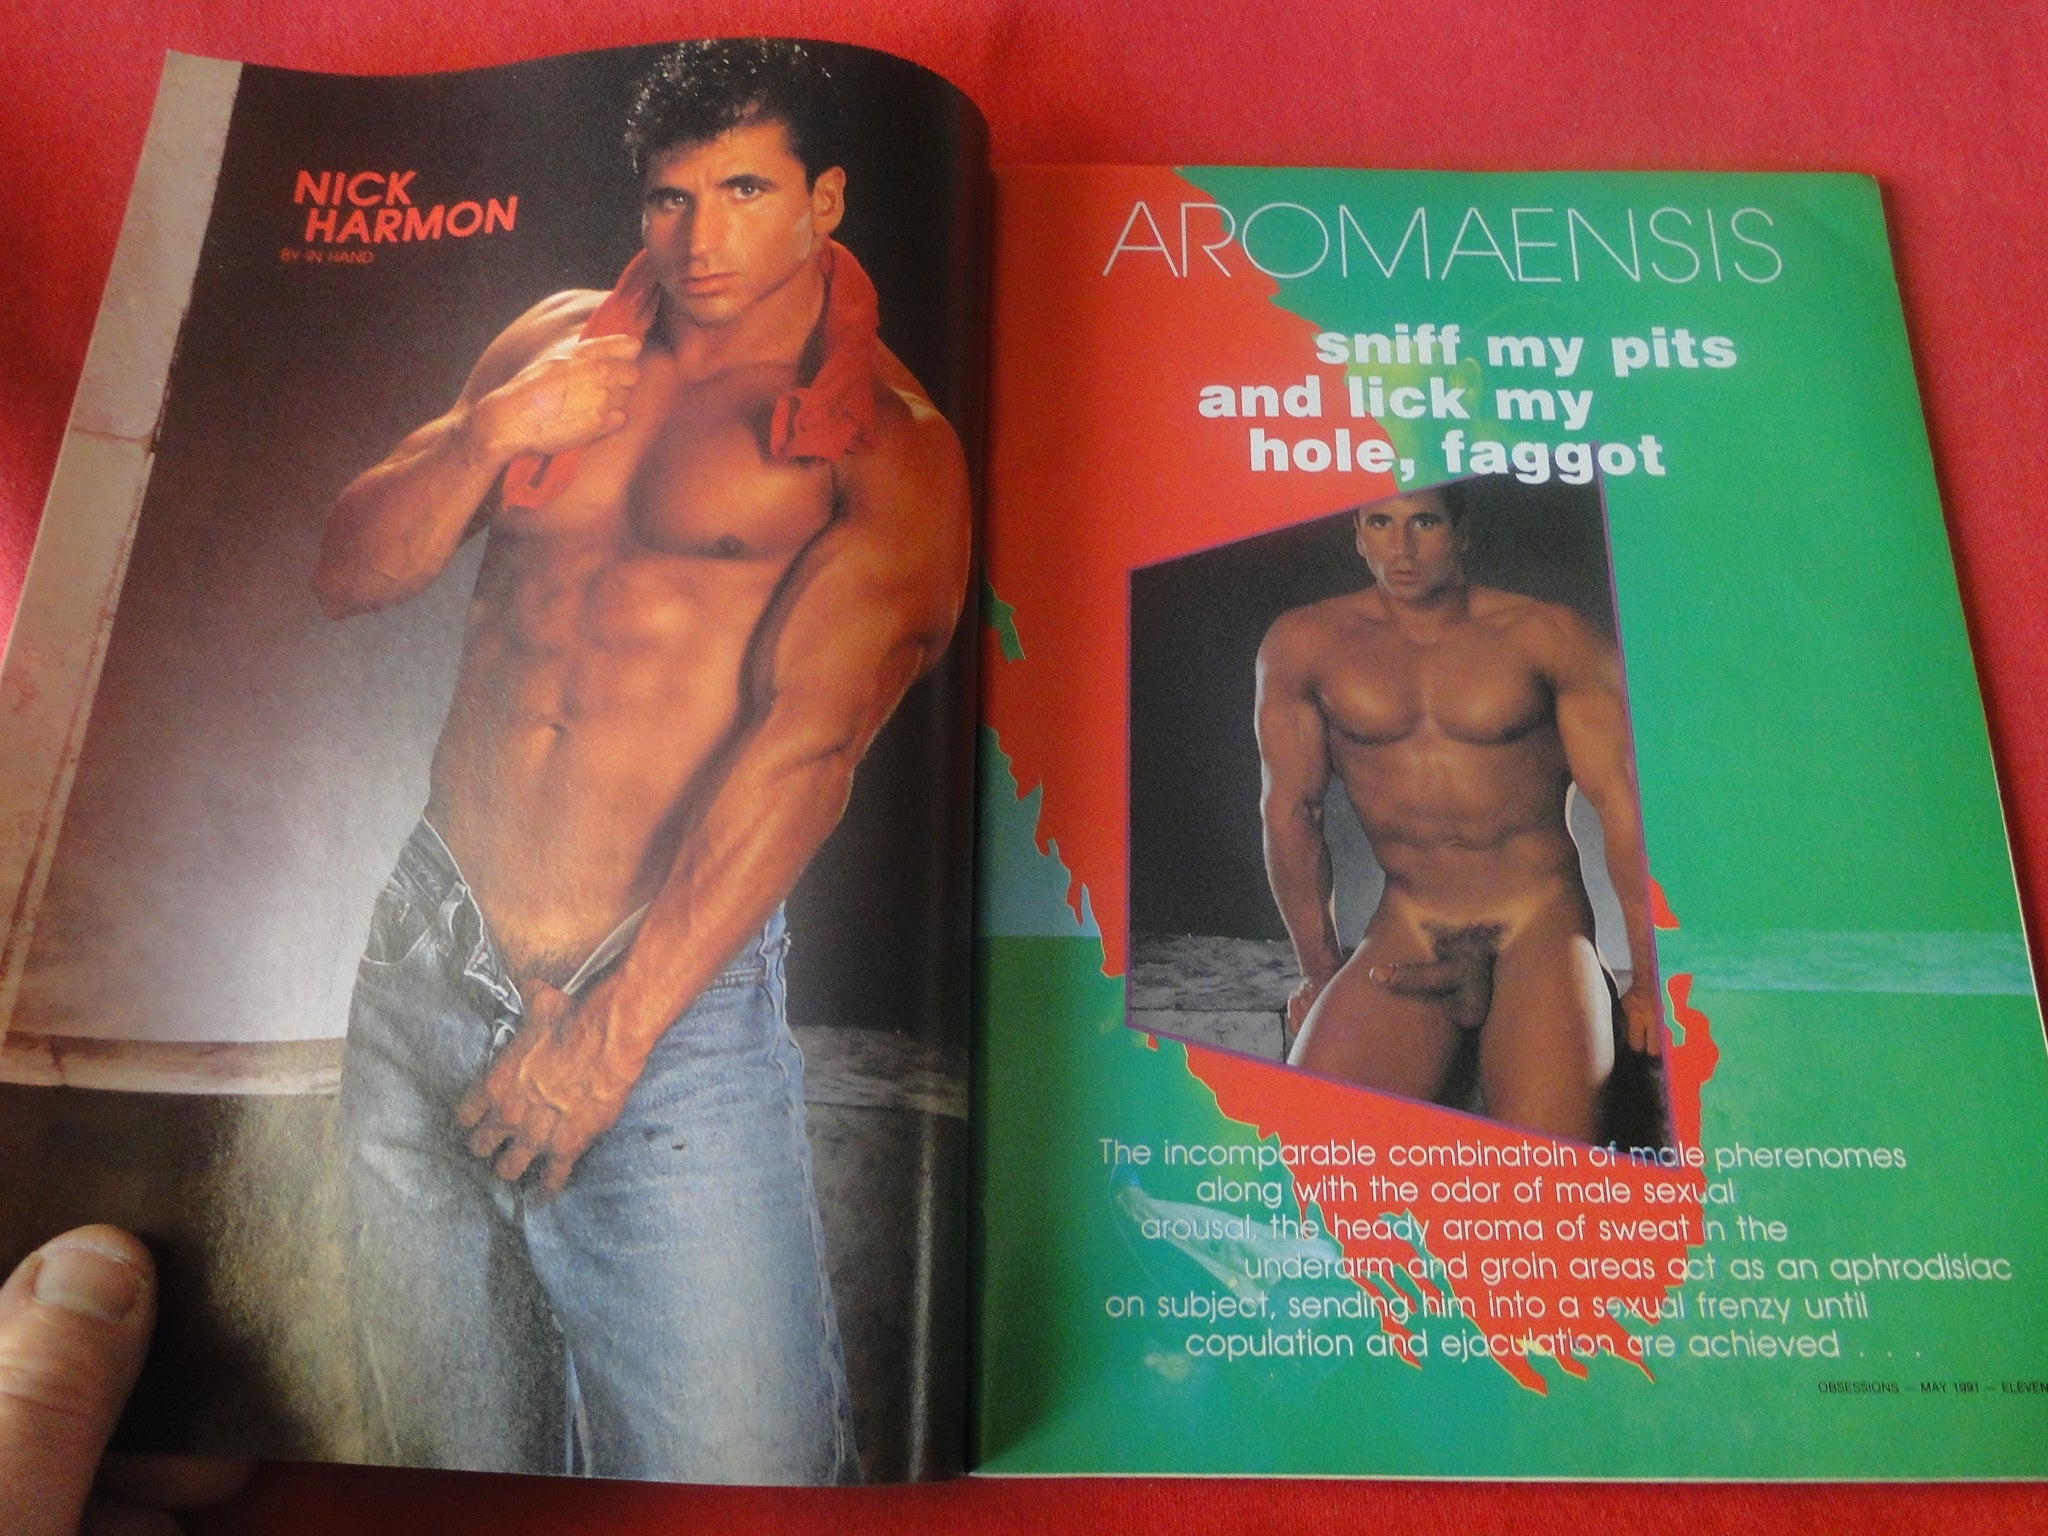 NICK
HARMON
BY IN HAND
AROMAENSIS
sniff my pits
and lick my
hole, faggot
The incomparable combinatoin of male pherenomes
along with the odor of male sexual
arousal, the heady aroma of sweat in the
underarm and groin areas act as an aphrodisiac
on subject, sending him into a sexual frenzy until
copulation and ejaculation are achieved . . .
OBSESSIONS — MAY 1991 — ELEVEN